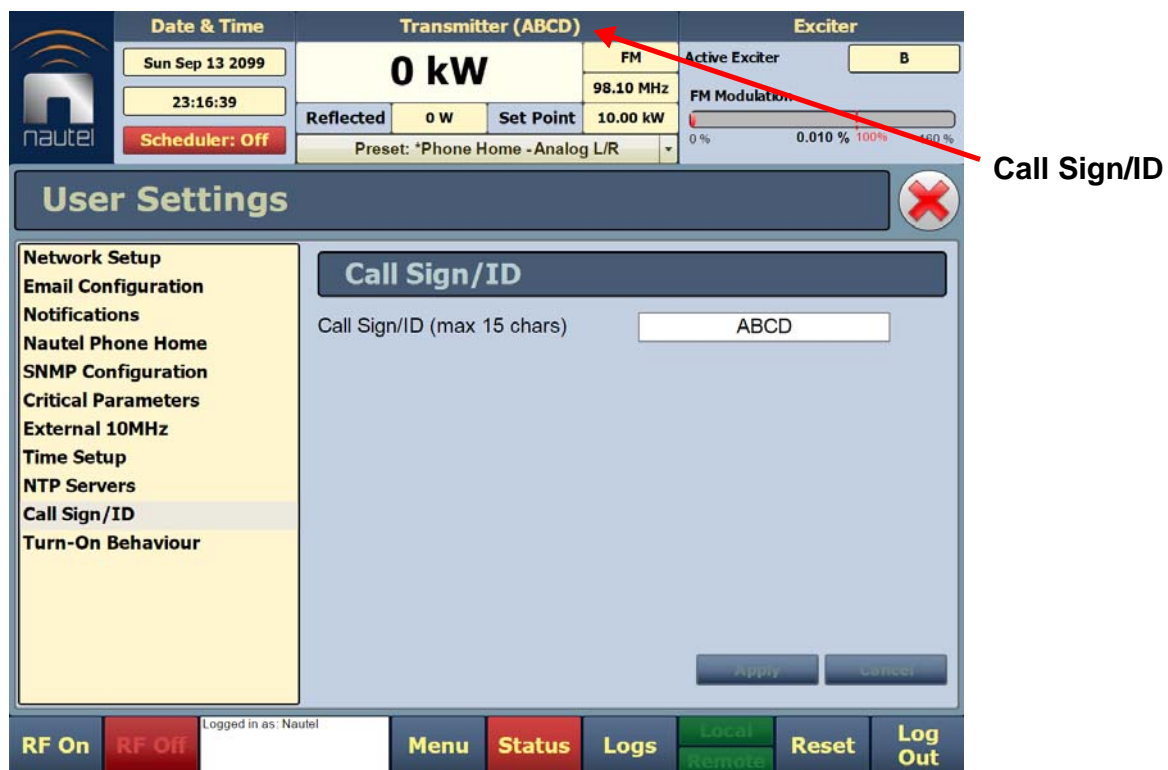 Date & Time
Transmitter (ABCD)
Exciter
nautel
Sun Sep 13 2099
23:16:39
Scheduler: Off
0 kW
FM
98.10 MHz
Reflected 0 W Set Point 10.00 kW
Preset: *Phone Home - Analog L/R
Active Exciter B
FM Modulation
0 % 0.010 % 100% 160 %
Call Sign/ID
User Settings
Network Setup
Email Configuration
Notifications
Nautel Phone Home
SNMP Configuration
Critical Parameters
External 10MHz
Time Setup
NTP Servers
Call Sign/ID
Turn-On Behaviour
Call Sign/ID
Call Sign/ID (max 15 chars) ABCD
Apply Cancel
RF On
RF Off
Logged in as: Nautel
Menu
Status
Logs
Local
Remote
Reset
Log
Out